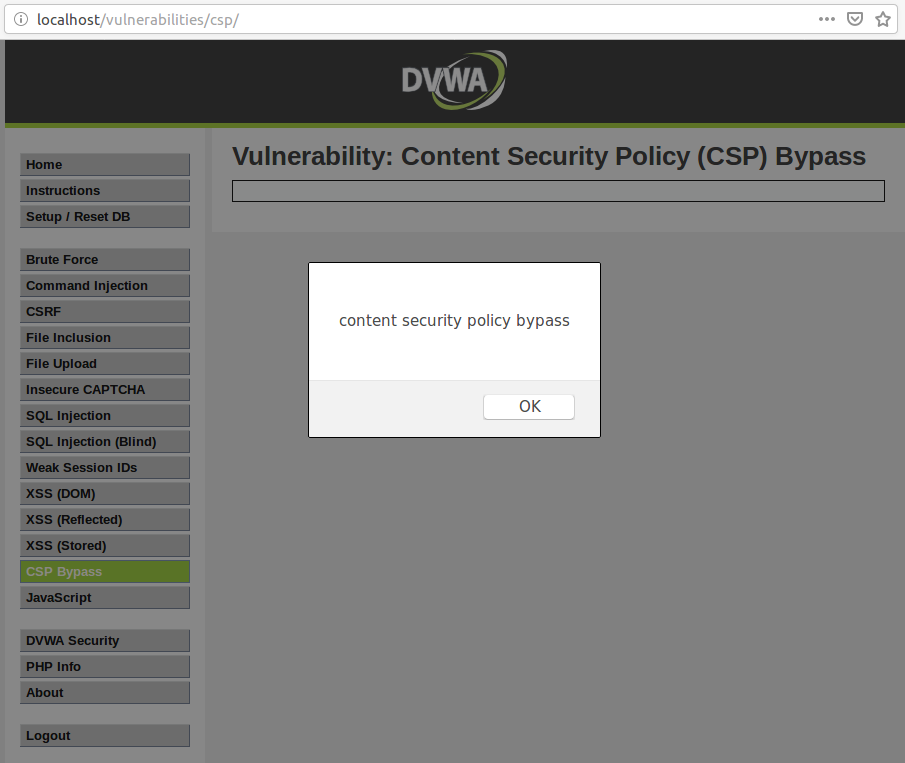 localhost/vulnerabilities/csp/
DVWA
Home
Instructions
Setup / Reset DB
Brute Force
Command Injection
CSRF
File Inclusion
File Upload
Insecure CAPTCHA
SQL Injection
SQL Injection (Blind)
Weak Session IDs
XSS (DOM)
XSS (Reflected)
XSS (Stored)
CSP Bypass
JavaScript
DVWA Security
PHP Info
About
Logout
Vulnerability: Content Security Policy (CSP) Bypass
content security policy bypass
OK